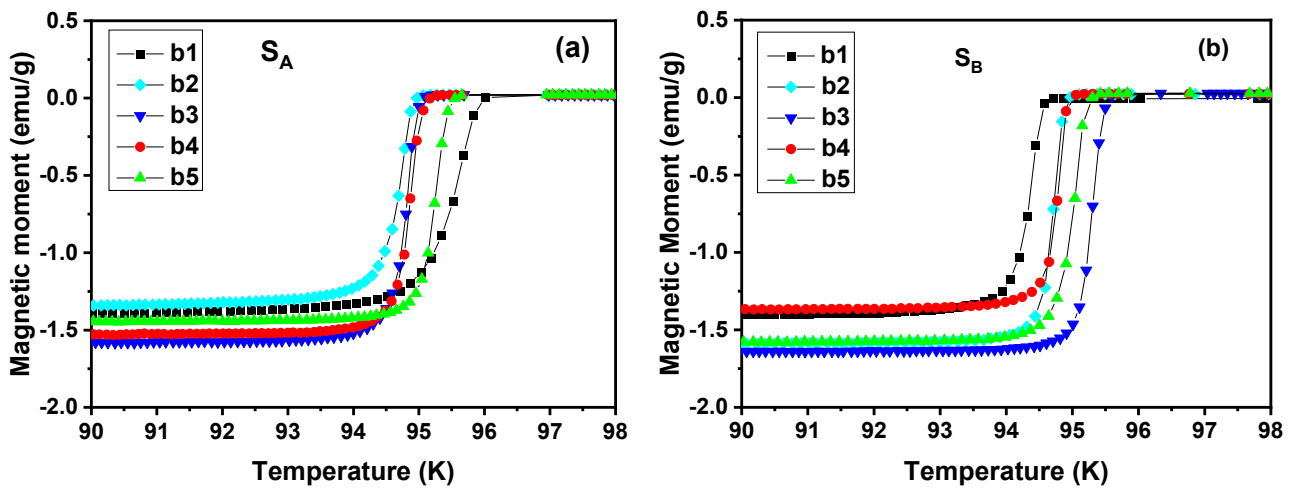 0.5
0.0
-0.5
-1.0
-1.5
-2.0
Magnetic moment (emu/g)
b1
b2
b3
b4
b5
S_A
(a)
90 91 92 93 94 95 96 97 98
Temperature (K)
0.5
0.0
-0.5
-1.0
-1.5
-2.0
Magnetic Moment (emu/g)
b1
b2
b3
b4
b5
S_B
(b)
90 91 92 93 94 95 96 97 98
Temperature (K)